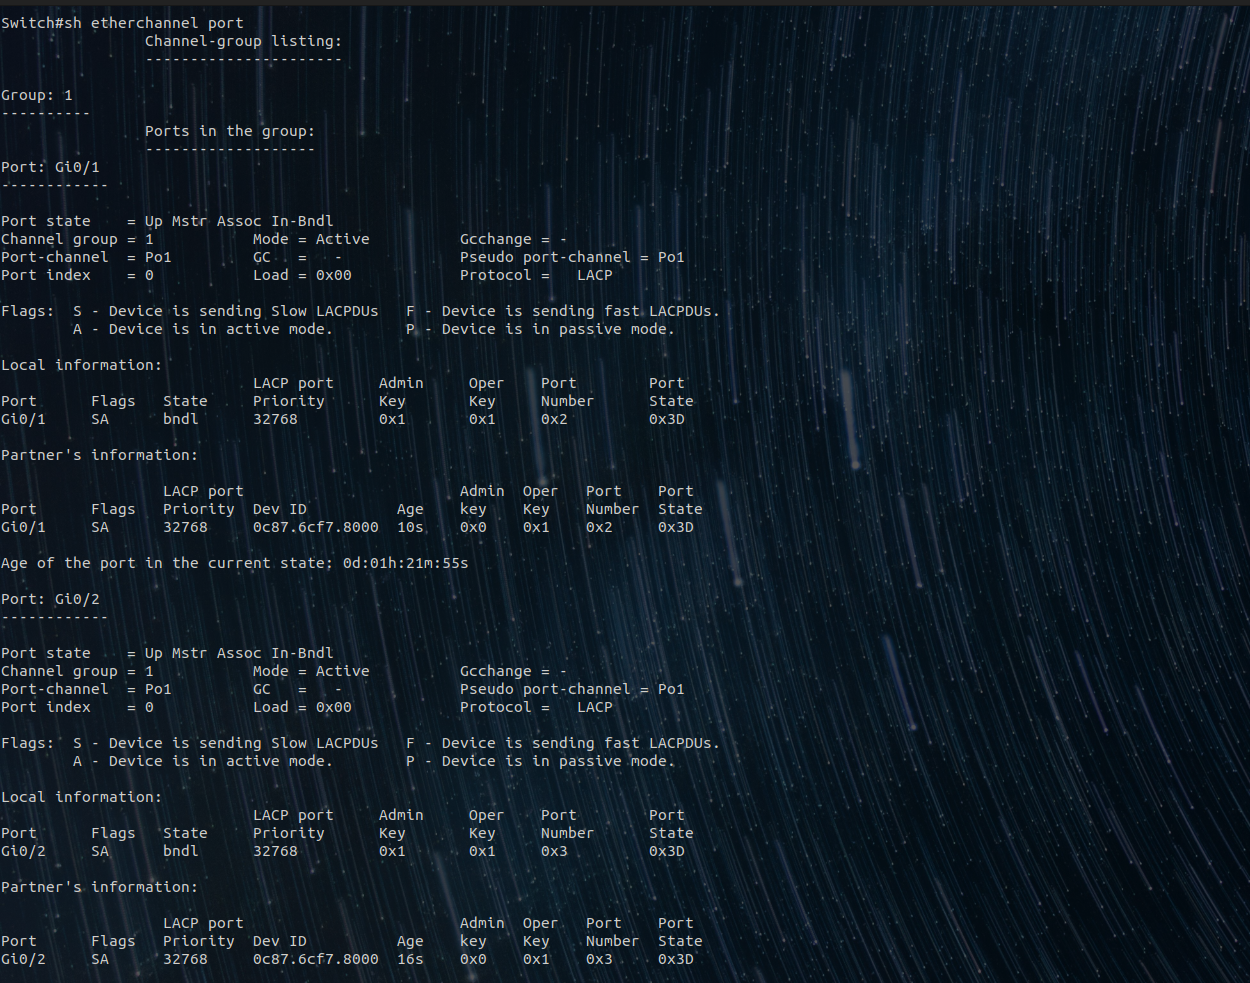 Switch#sh etherchannel port
                Channel-group listing:
                ----------------------

Group: 1
----------
                Ports in the group:
                -------------------
Port: Gi0/1
------------

Port state    = Up Mstr Assoc In-Bndl
Channel group = 1           Mode = Active          Gcchange = -
Port-channel  = Po1         GC   =   -             Pseudo port-channel = Po1
Port index    = 0           Load = 0x00            Protocol =   LACP

Flags:  S - Device is sending Slow LACPDUs   F - Device is sending fast LACPDUs.
        A - Device is in active mode.        P - Device is in passive mode.

Local information:
                            LACP port     Admin     Oper    Port        Port
Port      Flags   State     Priority      Key       Key     Number      State
Gi0/1     SA      bndl      32768         0x1       0x1     0x2         0x3D

Partner's information:

                  LACP port                        Admin  Oper   Port    Port
Port      Flags   Priority  Dev ID          Age    key    Key    Number  State
Gi0/1     SA      32768     0c87.6cf7.8000  10s    0x0    0x1    0x2     0x3D

Age of the port in the current state: 0d:01h:21m:55s

Port: Gi0/2
------------

Port state    = Up Mstr Assoc In-Bndl
Channel group = 1           Mode = Active          Gcchange = -
Port-channel  = Po1         GC   =   -             Pseudo port-channel = Po1
Port index    = 0           Load = 0x00            Protocol =   LACP

Flags:  S - Device is sending Slow LACPDUs   F - Device is sending fast LACPDUs.
        A - Device is in active mode.        P - Device is in passive mode.

Local information:
                            LACP port     Admin     Oper    Port        Port
Port      Flags   State     Priority      Key       Key     Number      State
Gi0/2     SA      bndl      32768         0x1       0x1     0x3         0x3D

Partner's information:

                  LACP port                        Admin  Oper   Port    Port
Port      Flags   Priority  Dev ID          Age    key    Key    Number  State
Gi0/2     SA      32768     0c87.6cf7.8000  16s    0x0    0x1    0x3     0x3D